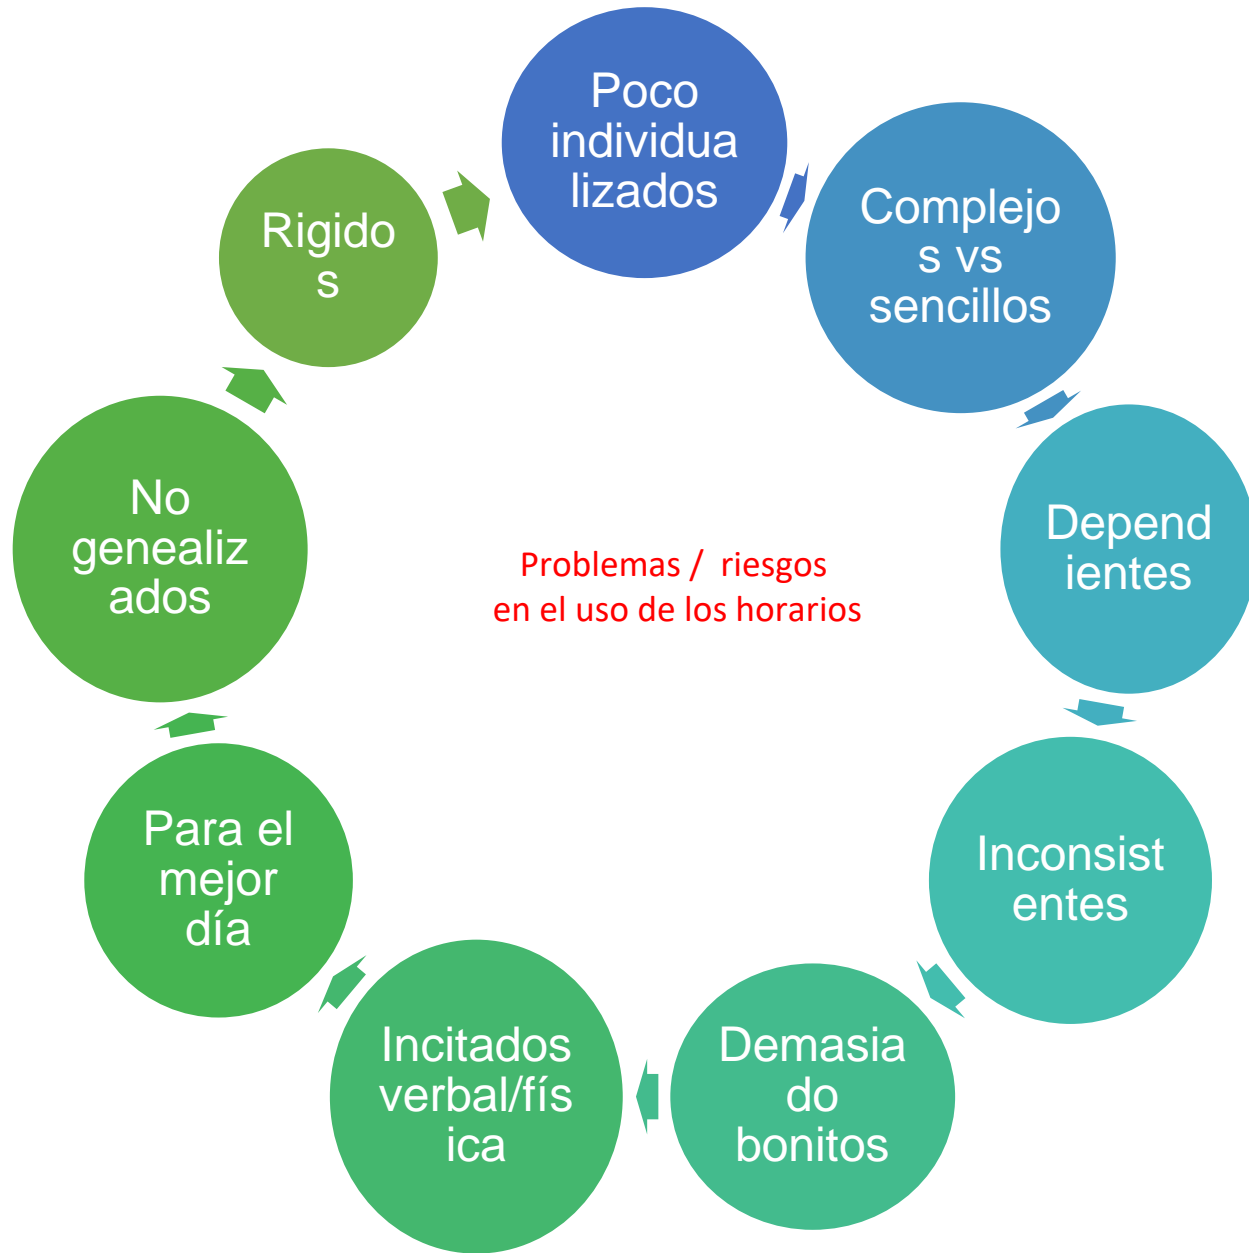 Poco
individua
lizados
Complejo
s vs
sencillos
Depend
ientes
Inconsist
entes
Demasia
do
bonitos
Incitados
verbal/fís
ica
Para el
mejor
día
No
genealiz
ados
Rigido
s
Problemas / riesgos
en el uso de los horarios